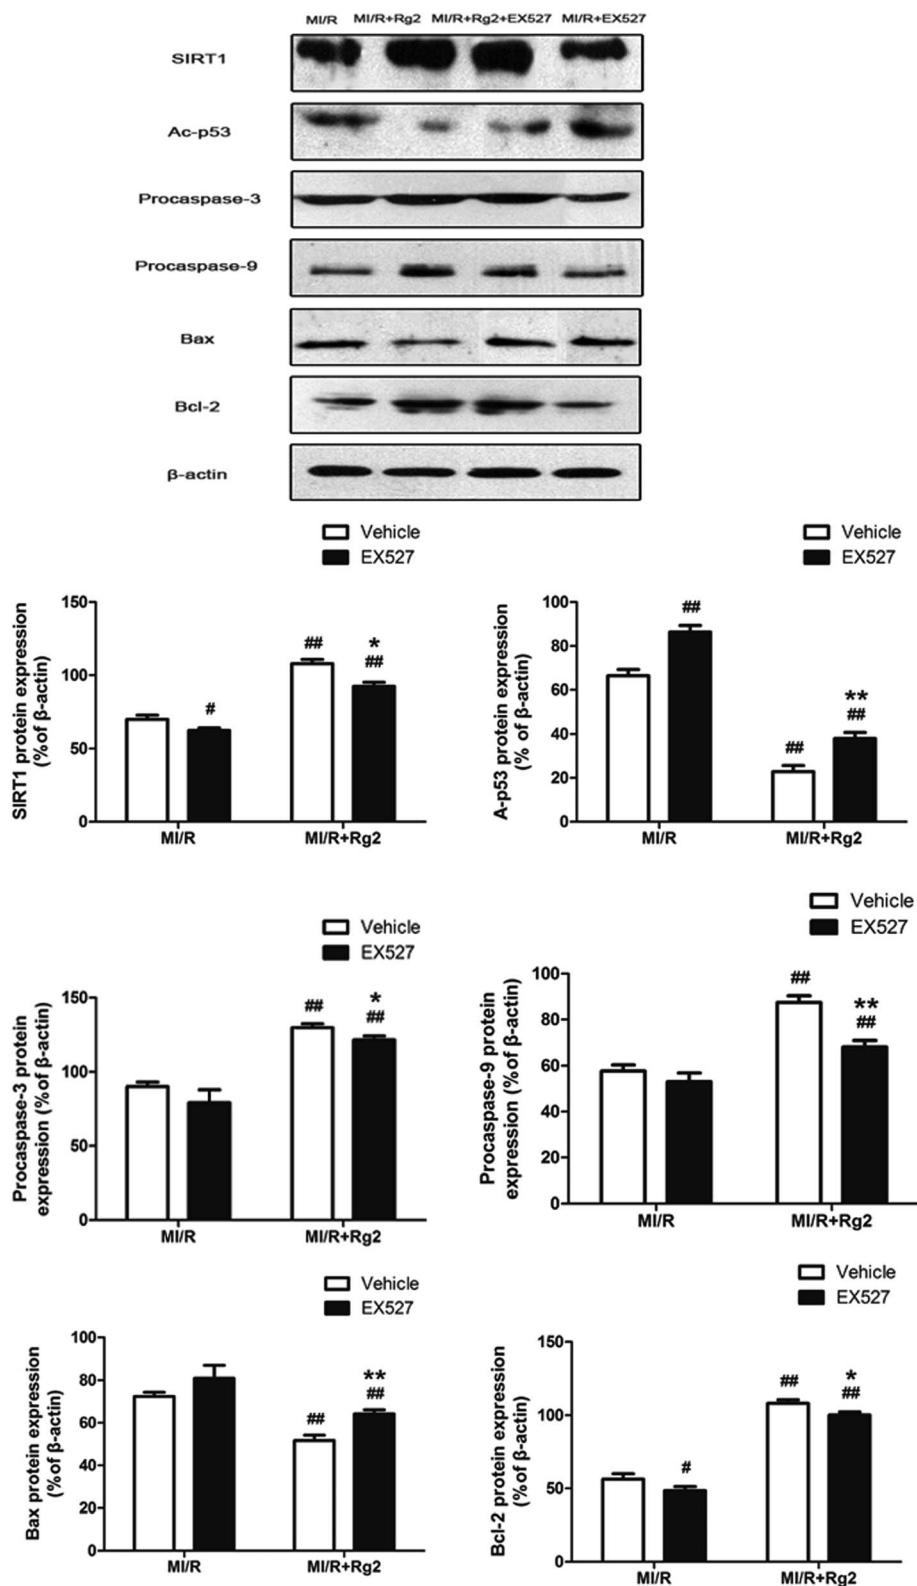 MI/R MI/R+Rg2 MI/R+Rg2+EX527 MI/R+EX527
SIRT1
Ac-p53
Procaspase-3
Procaspase-9
Bax
Bcl-2
β-actin
Vehicle
EX527
SIRT1 protein expression
(%of β-actin)
150
100
50
0
#
##
*
##
MI/R MI/R+Rg2
Vehicle
EX527
A-p53 protein expression
(% of β-actin)
100
80
60
40
20
0
##
##
**
##
MI/R MI/R+Rg2
Vehicle
EX527
Procaspase-3 protein
expression (%of β-actin)
150
100
50
0
##
*
##
MI/R MI/R+Rg2
Vehicle
EX527
Procaspase-9 protein
expression (%of β-actin)
100
80
60
40
20
0
##
**
##
MI/R MI/R+Rg2
Vehicle
EX527
Bax protein expression
(%of β-actin)
100
80
60
40
20
0
##
**
##
MI/R MI/R+Rg2
Vehicle
EX527
Bcl-2 protein expression
(%of β-actin)
150
100
50
0
#
##
*
##
MI/R MI/R+Rg2